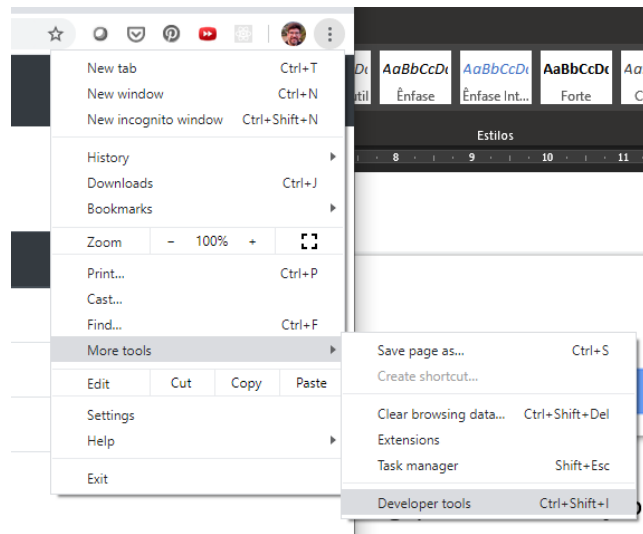 New tab Ctrl+T
New window Ctrl+N
New incognito window Ctrl+Shift+N
History
Downloads Ctrl+J
Bookmarks
Zoom - 100% +
Print... Ctrl+P
Cast...
Find... Ctrl+F
More tools
Edit Cut Copy Paste
Settings
Help
Exit
Save page as... Ctrl+S
Create shortcut...
Clear browsing data... Ctrl+Shift+Del
Extensions
Task manager Shift+Esc
Developer tools Ctrl+Shift+I
AaBbCcDc AaBbCcDc AaBbCcDc
Ênfase Ênfase Int... Forte
Estilos
8 9 10 11